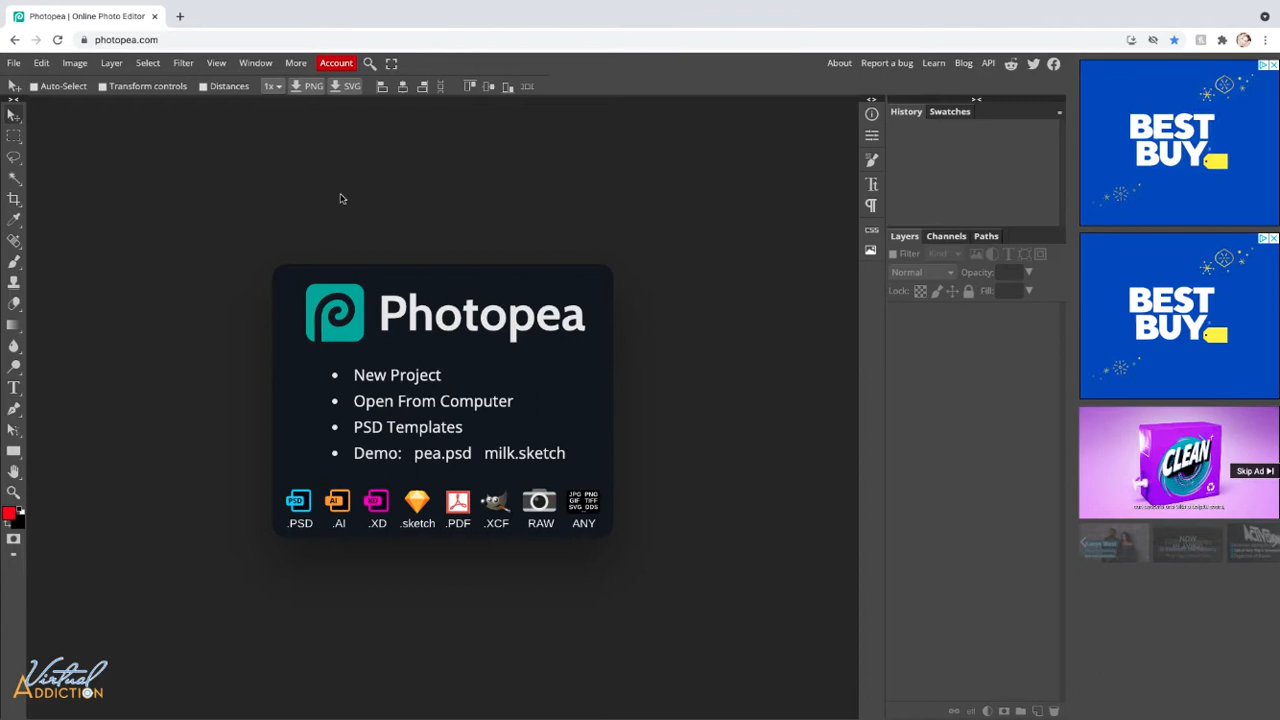 Photopea | Online Photo Editor
photopea.com
File Edit Image Layer Select Filter View Window More Account
About Report a bug Learn Blog API
Auto-Select Transform controls Distances 1x PNG SVG
History Swatches
Layers Channels Paths
Filter Kind
Normal Opacity:
Lock: Fill:
CSS
Photopea
New Project
Open From Computer
PSD Templates
Demo: pea.psd milk.sketch
PSD AI XD JPG PNG GIF TIFF SVG DDS
.PSD .AI .XD .sketch .PDF .XCF RAW ANY
BEST BUY
BEST BUY
CLEAN
Skip Ad
Virtual
ADDICTION